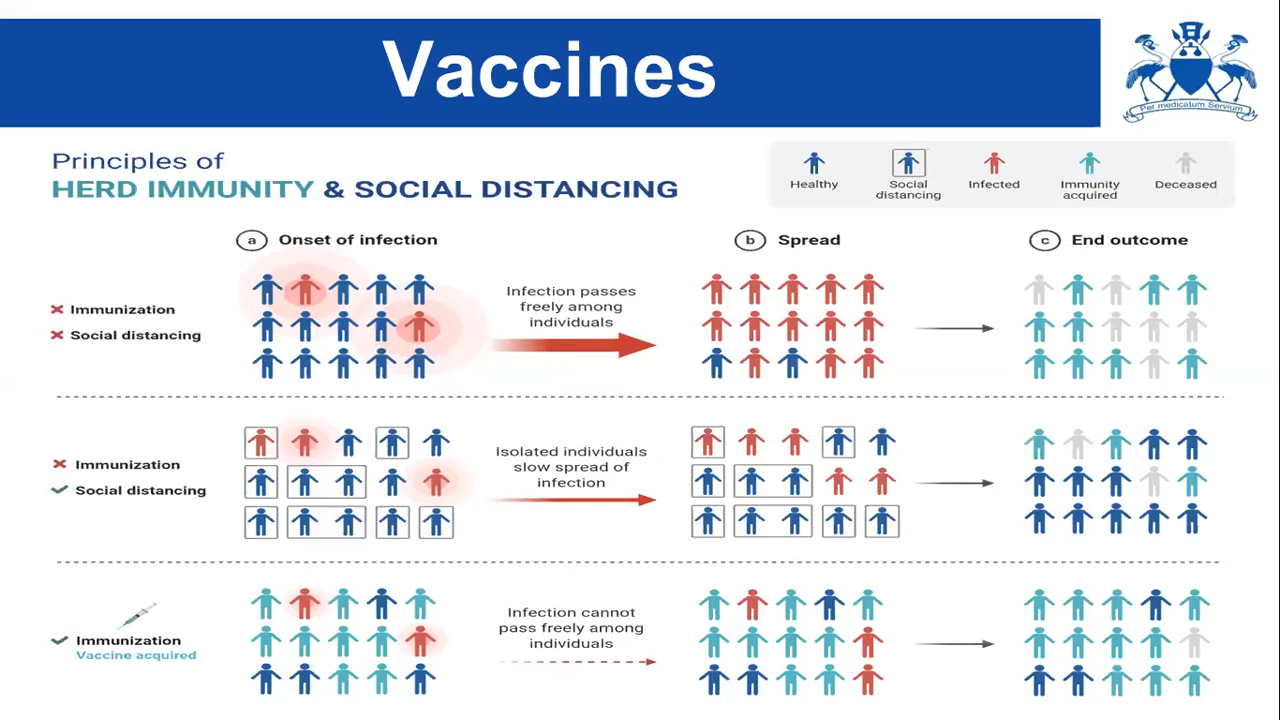 Vaccines
Per medicatum Servium
Principles of
HERD IMMUNITY & SOCIAL DISTANCING
Healthy
Social
distancing
Infected
Immunity
acquired
Deceased
a Onset of infection
b Spread
c End outcome
Immunization
Social distancing
Infection passes
freely among
individuals
Immunization
Social distancing
Isolated individuals
slow spread of
infection
Immunization
Vaccine acquired
Infection cannot
pass freely among
individuals